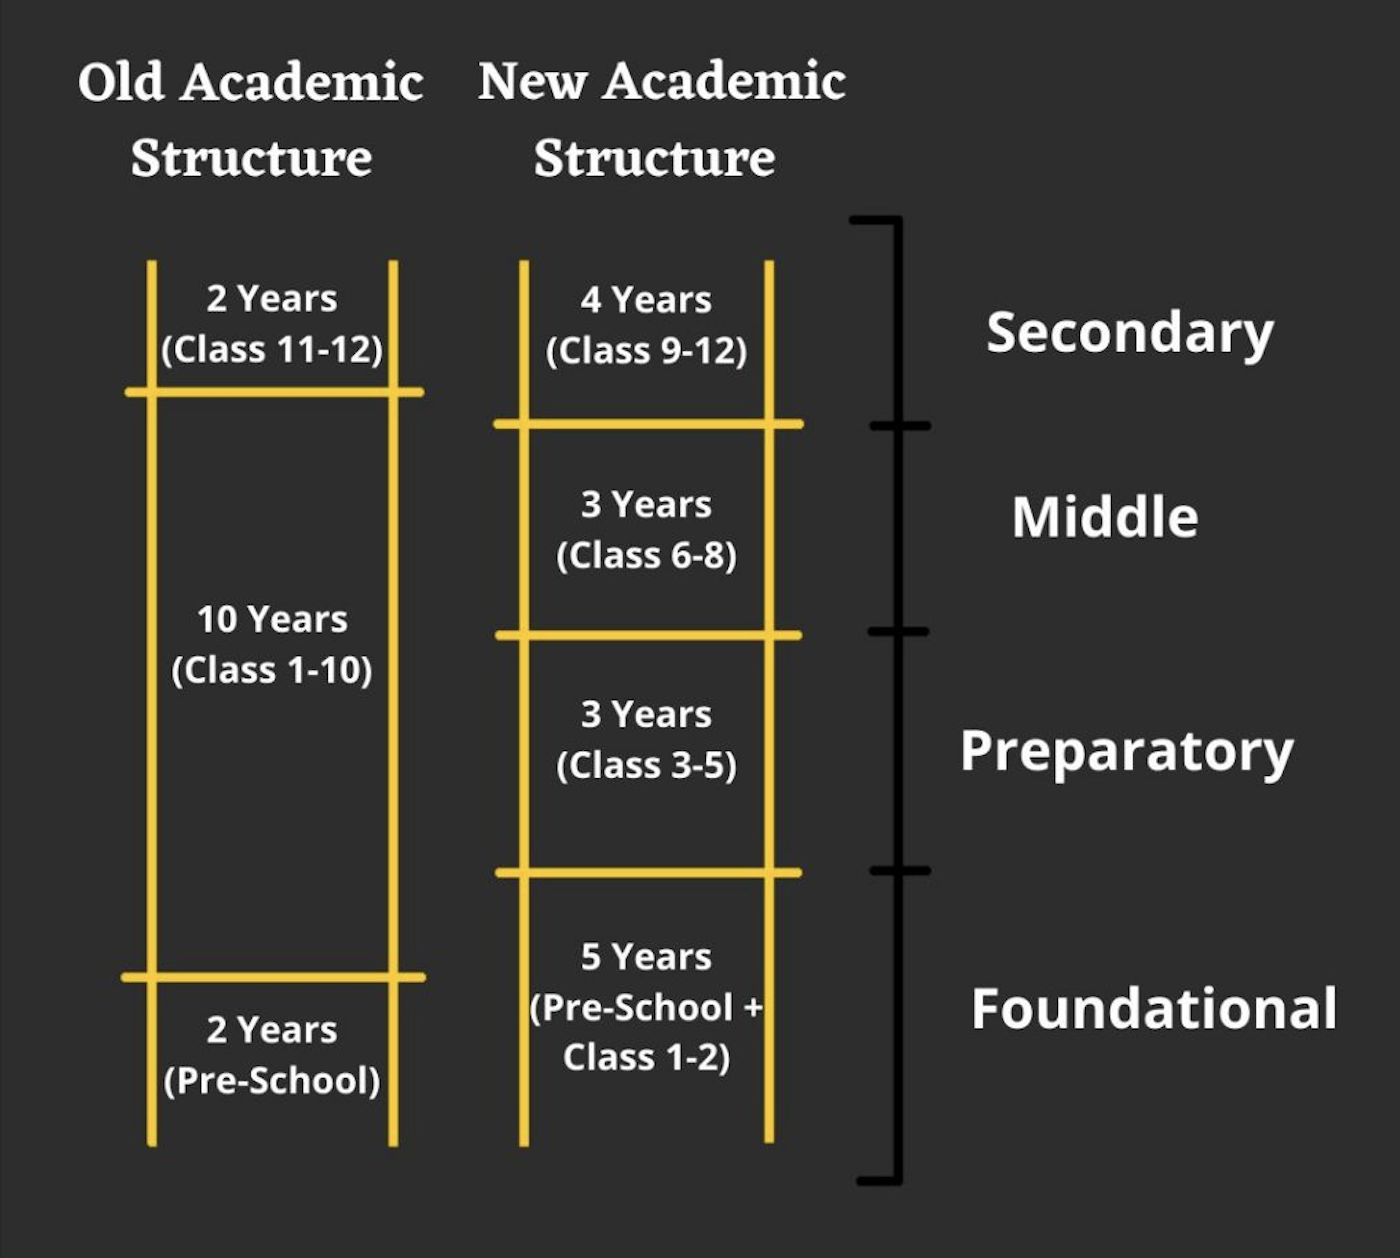 Old Academic
Structure
New Academic
Structure
2 Years
(Class 11-12)
10 Years
(Class 1-10)
2 Years
(Pre-School)
4 Years
(Class 9-12)
3 Years
(Class 6-8)
3 Years
(Class 3-5)
5 Years
(Pre-School +
Class 1-2)
Secondary
Middle
Preparatory
Foundational